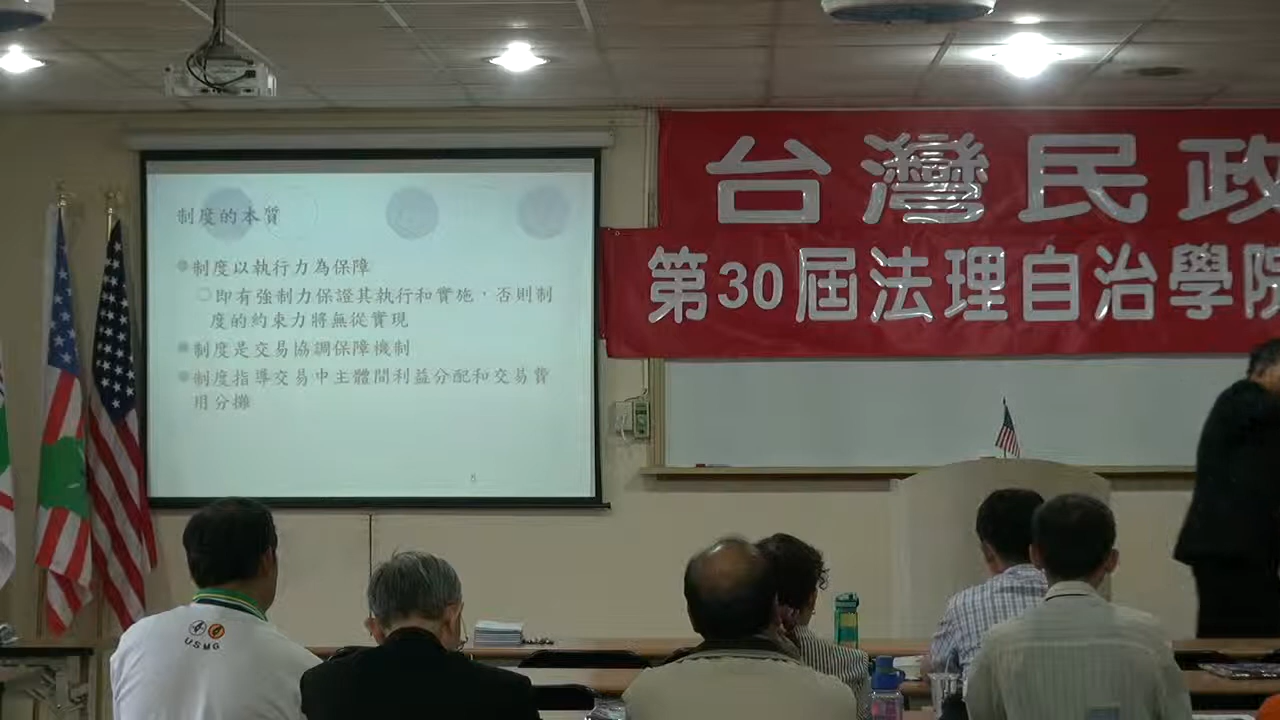 制度的本質
制度以執行力為保障
即有強制力保證其執行和實施，否則制
度的約束力將無從實現
制度是交易協調保障機制
制度指導交易中主體間利益分配和交易費
用分攤
8
台灣民政
第30屆法理自治學院
USMG